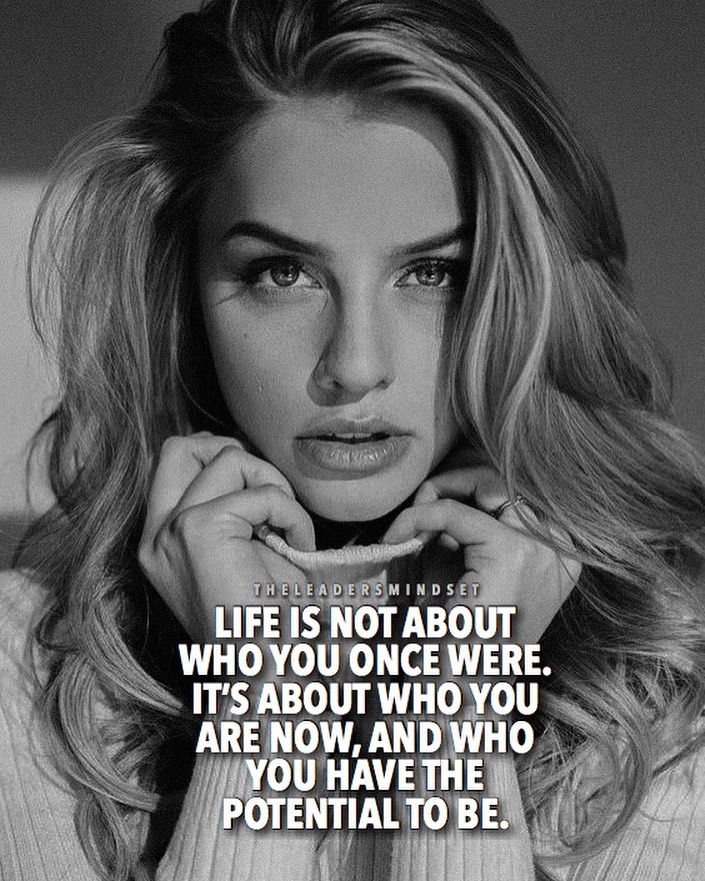 THELEADERSMINDSET
LIFE IS NOT ABOUT
WHO YOU ONCE WERE.
IT'S ABOUT WHO YOU
ARE NOW, AND WHO
YOU HAVE THE
POTENTIAL TO BE.